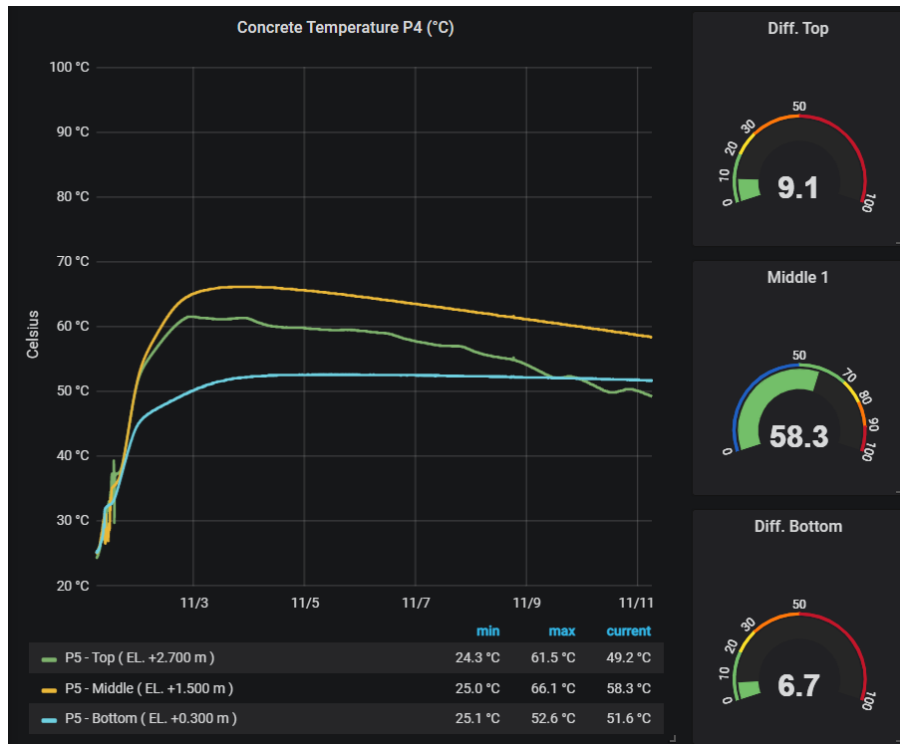 Concrete Temperature P4 (°C)
100 °C
90 °C
80 °C
70 °C
60 °C
50 °C
40 °C
30 °C
20 °C
Celsius
11/3 11/5 11/7 11/9 11/11
min max current
P5 - Top ( EL. +2.700 m ) 24.3 °C 61.5 °C 49.2 °C
P5 - Middle ( EL. +1.500 m ) 25.0 °C 66.1 °C 58.3 °C
P5 - Bottom ( EL. +0.300 m ) 25.1 °C 52.6 °C 51.6 °C
Diff. Top
0 10 20 30 50 100
9.1
Middle 1
0 50 70 80 90 100
58.3
Diff. Bottom
0 10 20 30 50 100
6.7